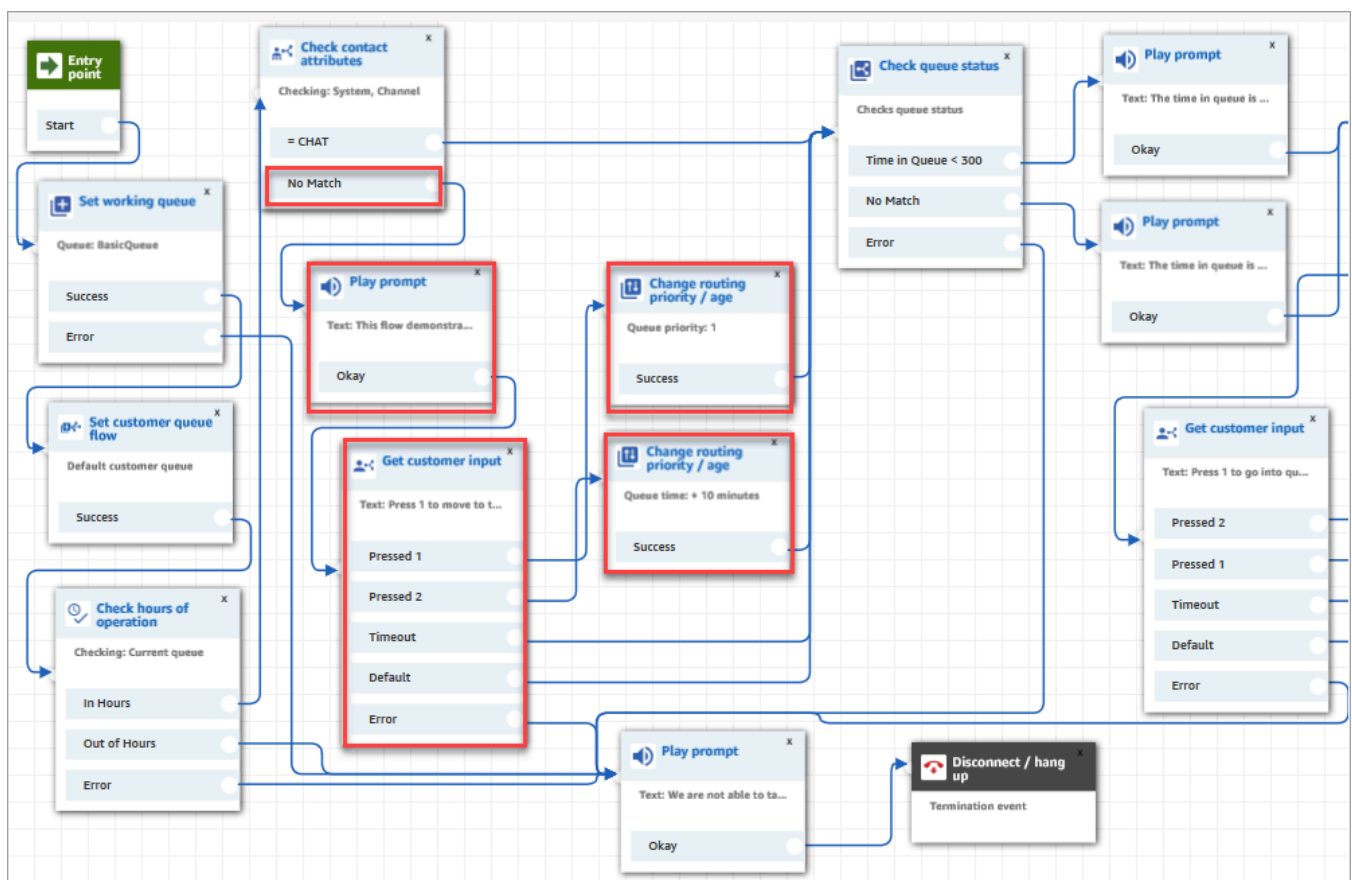 Entry
point
Start
x
Set working queue
Queue: BasicQueue
Success
Error
x
Set customer queue
flow
Default customer queue
Success
x
Check hours of
operation
Checking: Current queue
In Hours
Out of Hours
Error
x
Check contact
attributes
Checking: System, Channel
= CHAT
No Match
x
Play prompt
Text: This flow demonstra...
Okay
x
Get customer input
Text: Press 1 to move to t...
Pressed 1
Pressed 2
Timeout
Default
Error
x
Change routing
priority / age
Queue priority: 1
Success
x
Change routing
priority / age
Queue time: + 10 minutes
Success
x
Play prompt
Text: We are not able to ta...
Okay
x
Check queue status
Checks queue status
Time in Queue < 300
No Match
Error
x
Disconnect / hang
up
Termination event
x
Play prompt
Text: The time in queue is ...
Okay
x
Play prompt
Text: The time in queue is ...
Okay
x
Get customer input
Text: Press 1 to go into qu...
Pressed 2
Pressed 1
Timeout
Default
Error
x